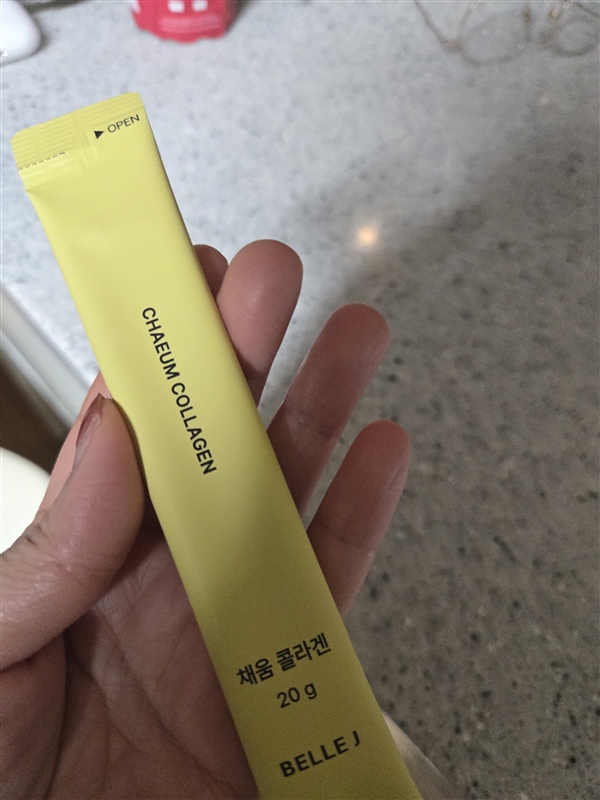 ▶ OPEN
CHAEUM COLLAGEN
채움 콜라겐
20 g
BELLE J